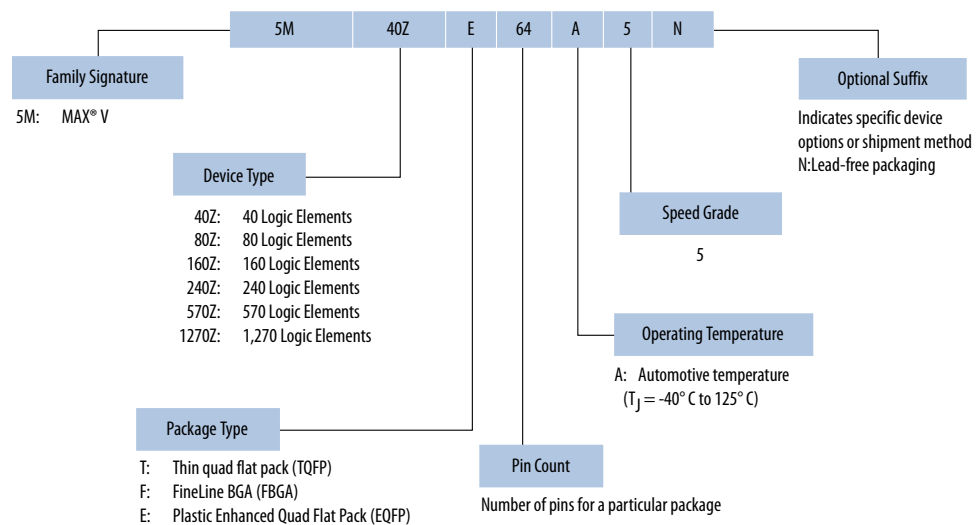 5M 40Z E 64 A 5 N
Family Signature
5M: MAX® V
Optional Suffix
Indicates specific device
options or shipment method
N:Lead-free packaging
Device Type
40Z: 40 Logic Elements
80Z: 80 Logic Elements
160Z: 160 Logic Elements
240Z: 240 Logic Elements
570Z: 570 Logic Elements
1270Z: 1,270 Logic Elements
Speed Grade
5
Operating Temperature
A: Automotive temperature
(TJ = -40° C to 125° C)
Package Type
T: Thin quad flat pack (TQFP)
F: FineLine BGA (FBGA)
E: Plastic Enhanced Quad Flat Pack (EQFP)
Pin Count
Number of pins for a particular package